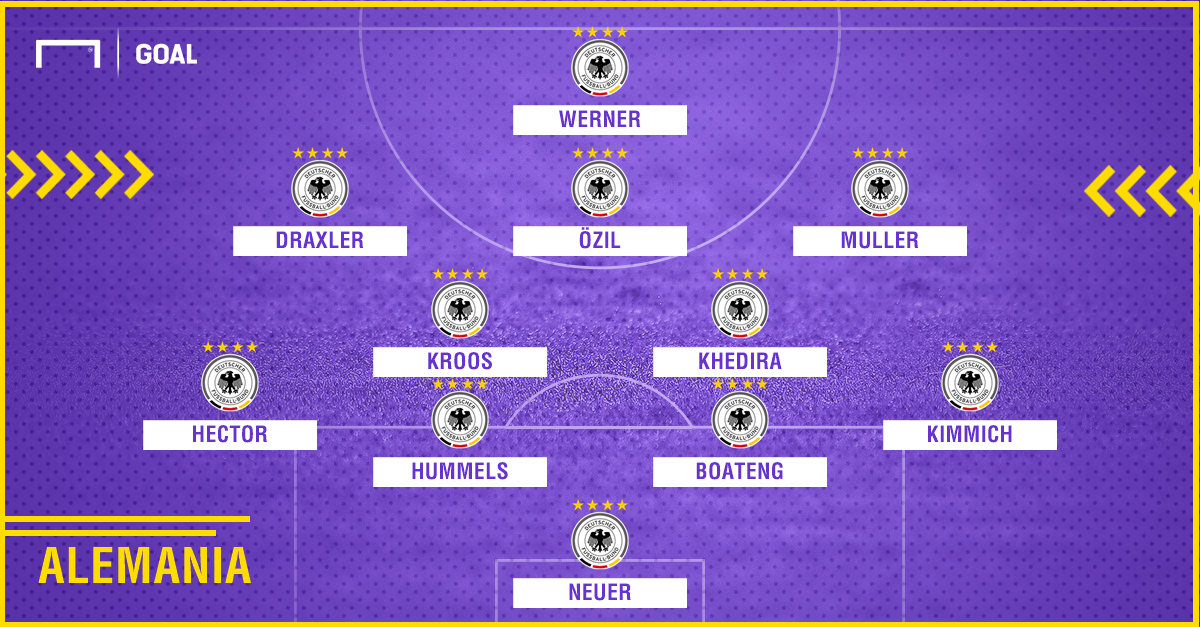 GOAL
WERNER
DRAXLER
ÖZIL
MULLER
KROOS
KHEDIRA
HECTOR
KIMMICH
HUMMELS
BOATENG
NEUER
ALEMANIA
DEUTSCHER
FUSSBALL-BUND
DEUTSCHER
FUSSBALL-BUND
DEUTSCHER
FUSSBALL-BUND
DEUTSCHER
FUSSBALL-BUND
DEUTSCHER
FUSSBALL-BUND
DEUTSCHER
FUSSBALL-BUND
DEUTSCHER
FUSSBALL-BUND
DEUTSCHER
FUSSBALL-BUND
DEUTSCHER
FUSSBALL-BUND
DEUTSCHER
FUSSBALL-BUND
DEUTSCHER
FUSSBALL-BUND